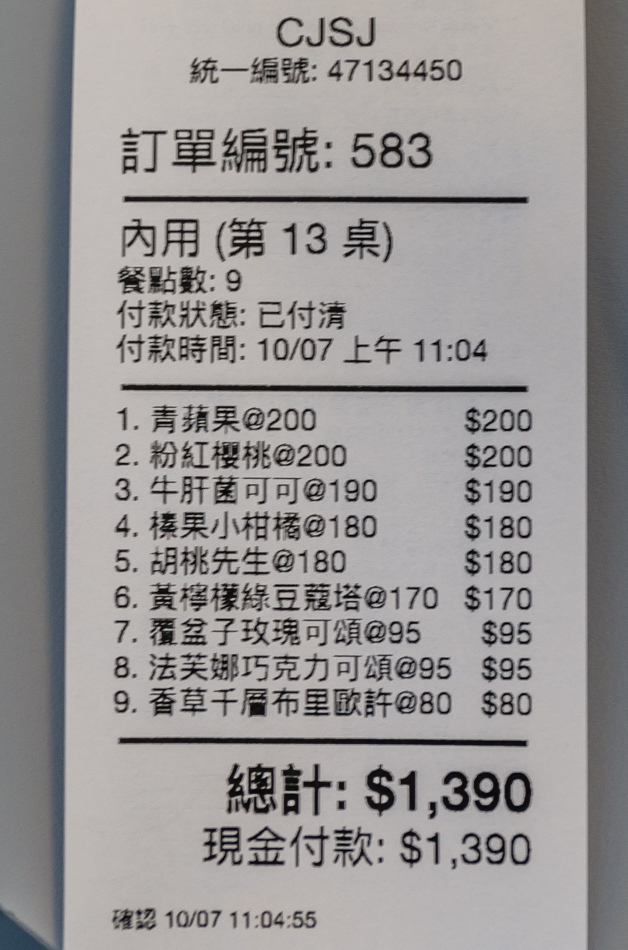 CJSJ
統一編號: 47134450
訂單編號: 583
內用 (第 13 桌)
餐點數: 9
付款狀態: 已付清
付款時間: 10/07 上午 11:04
1. 青蘋果@200 $200
2. 粉紅櫻桃@200 $200
3. 牛肝菌可可@190 $190
4. 榛果小柑橘@180 $180
5. 胡桃先生@180 $180
6. 黃檸檬綠豆蔻塔@170 $170
7. 覆盆子玫瑰可頌@95 $95
8. 法芙娜巧克力可頌@95 $95
9. 香草千層布里歐許@80 $80
總計: $1,390
現金付款: $1,390
確認 10/07 11:04:55